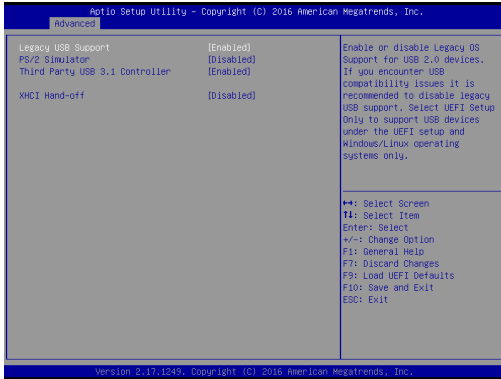 Aptio Setup Utility – Copyright (C) 2016 American Megatrends, Inc.
Advanced
Legacy USB Support [Enabled]
PS/2 Simulator [Disabled]
Third Party USB 3.1 Controller [Enabled]
XHCI Hand-off [Disabled]
Enable or disable Legacy OS
Support for USB 2.0 devices.
If you encounter USB
compatibility issues it is
recommended to disable legacy
USB support. Select UEFI Setup
Only to support USB devices
under the UEFI setup and
Windows/Linux operating
systems only.
↔: Select Screen
↑↓: Select Item
Enter: Select
+/-: Change Option
F1: General Help
F7: Discard Changes
F9: Load UEFI Defaults
F10: Save and Exit
ESC: Exit
Version 2.17.1249. Copyright (C) 2016 American Megatrends, Inc.